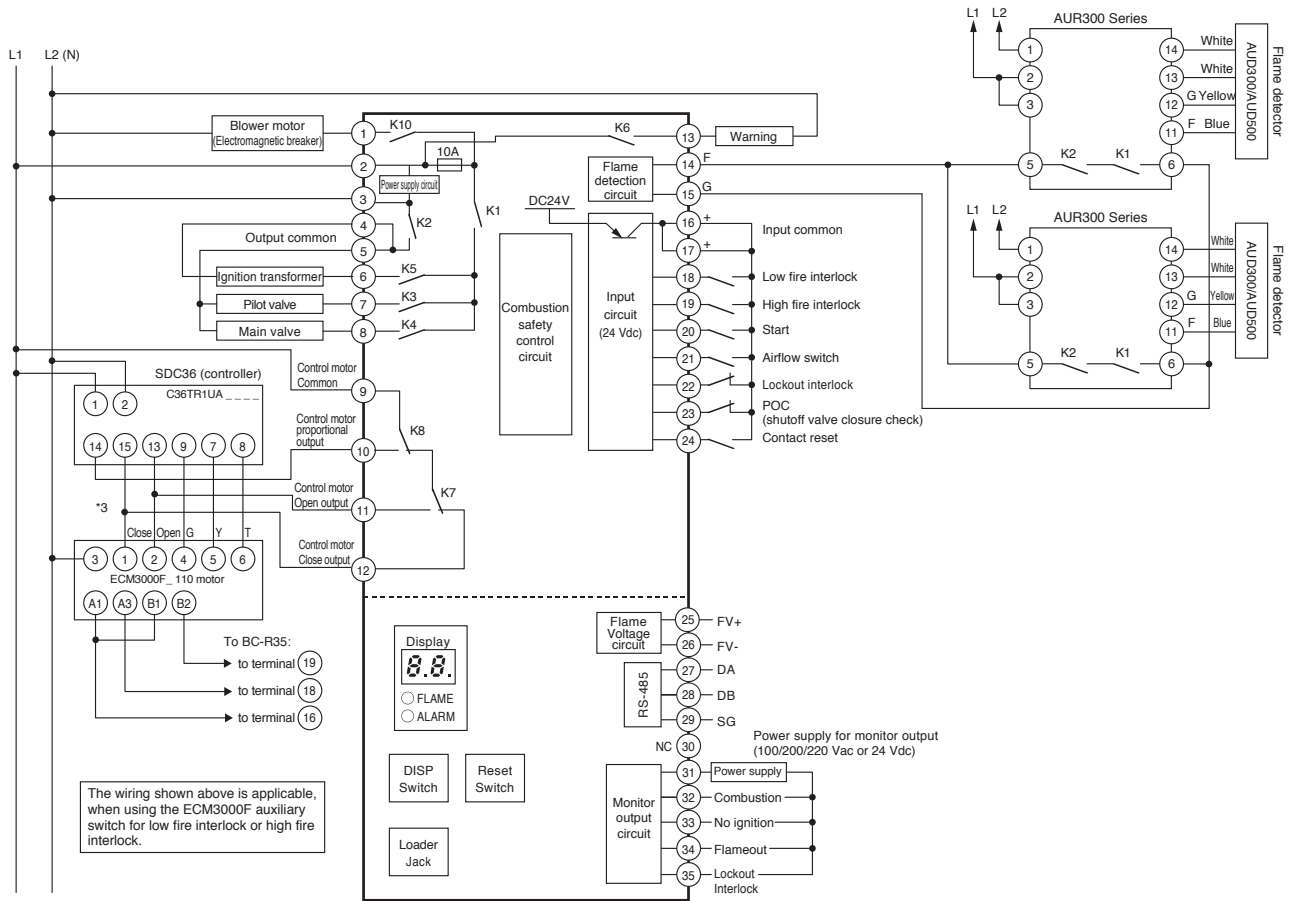 L1
L2 (N)
Blower motor
(Electromagnetic breaker)
1
K10
K6
13
Warning
2
10A
Power supply circuit
3
K2
K1
4
Output common
5
Ignition transformer
6
K5
Pilot valve
7
K3
Main valve
8
K4
Flame
detection
circuit
14
F
15
G
DC24V
Combustion
safety
control
circuit
Input
circuit
(24 Vdc)
16
+
17
+
Input common
18
Low fire interlock
19
High fire interlock
20
Start
21
Airflow switch
22
Lockout interlock
23
POC
(shutoff valve closure check)
24
Contact reset
L1
L2
AUR300 Series
1
2
3
14
White
13
White
12
G
Yellow
11
F
Blue
5
K2
K1
6
AUD300/AUD500
Flame detector
L1
L2
AUR300 Series
1
2
3
14
White
13
White
12
G
Yellow
11
F
Blue
5
K2
K1
6
AUD300/AUD500
Flame detector
SDC36 (controller)
C36TR1UA _ _ _ _
1
2
14
15
13
9
7
8
*3
Close
Open
G
Y
T
3
1
2
4
5
6
ECM3000F_ 110 motor
A1
A3
B1
B2
Control motor
Common
9
K8
Control motor
proportional
output
10
K7
Control motor
Open output
11
Control motor
Close output
12
To BC-R35:
to terminal 19
to terminal 18
to terminal 16
The wiring shown above is applicable,
when using the ECM3000F auxiliary
switch for low fire interlock or high fire
interlock.
Display
8.8.
FLAME
ALARM
DISP
Switch
Reset
Switch
Loader
Jack
Flame
Voltage
circuit
25
FV+
26
FV-
RS-485
27
DA
28
DB
29
SG
NC
30
Power supply for monitor output
(100/200/220 Vac or 24 Vdc)
Monitor
output
circuit
31
Power supply
32
Combustion
33
No ignition
34
Flameout
35
Lockout
Interlock